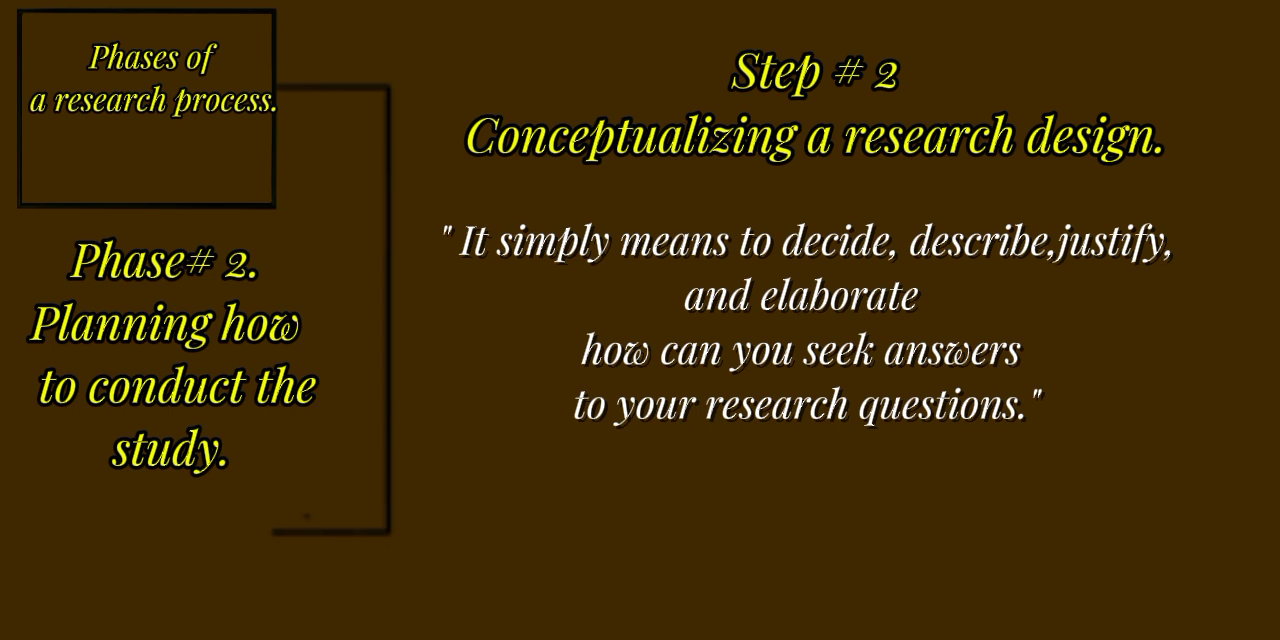 Phases of
a research process.
Phase# 2.
Planning how
to conduct the
study.
Step # 2
Conceptualizing a research design.
" It simply means to decide, describe,justify,
and elaborate
how can you seek answers
to your research questions."